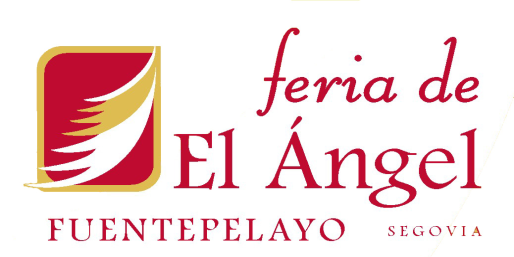 feria de
El Ángel
FUENTEPELAYO SEGOVIA